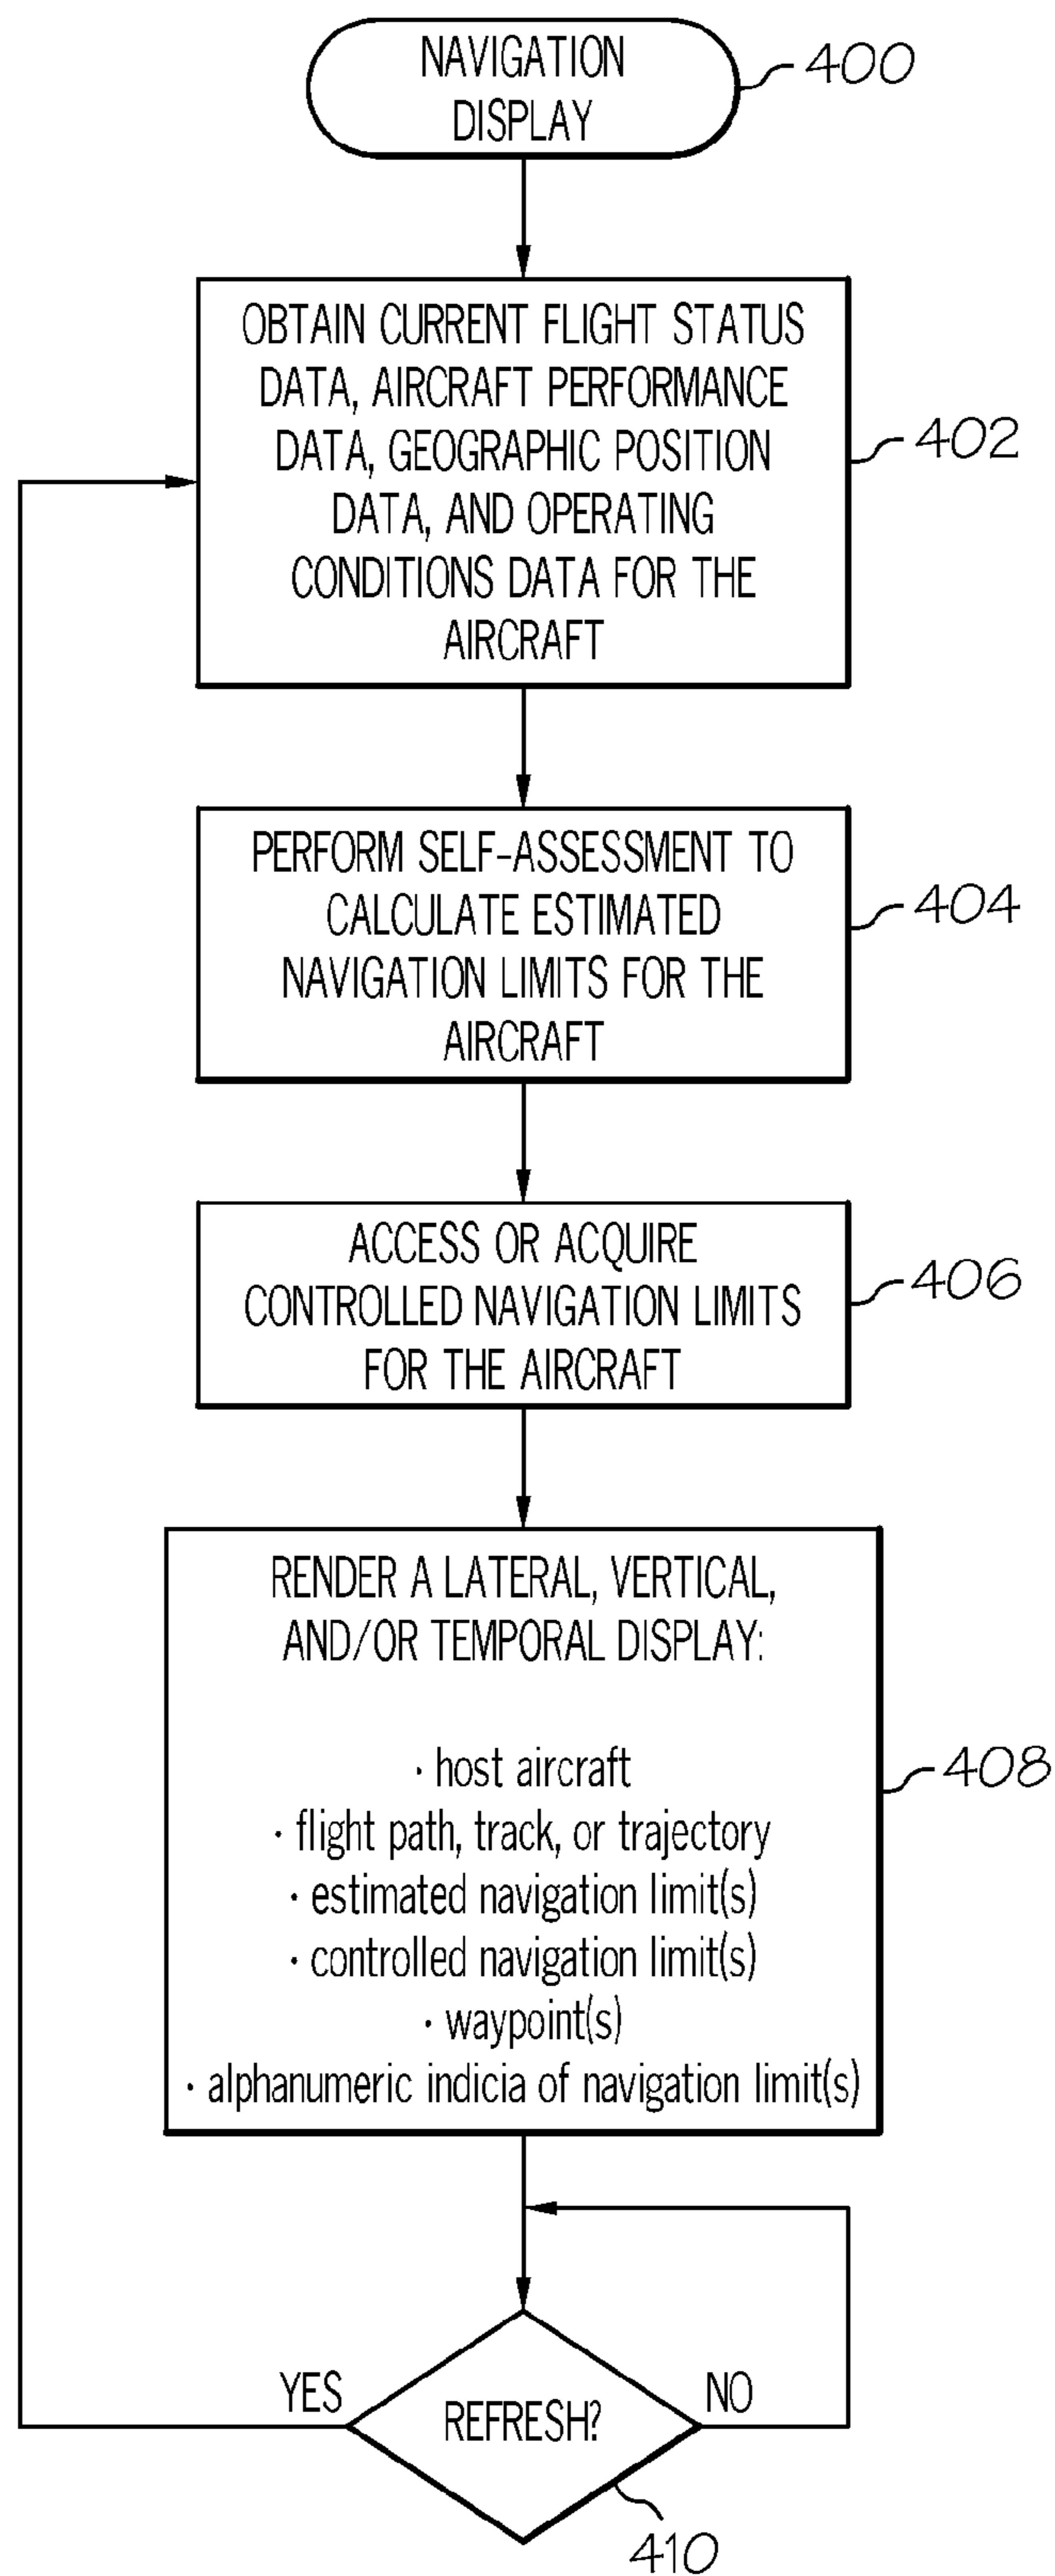 NAVIGATION
DISPLAY
400
OBTAIN CURRENT FLIGHT STATUS
DATA, AIRCRAFT PERFORMANCE
DATA, GEOGRAPHIC POSITION
DATA, AND OPERATING
CONDITIONS DATA FOR THE
AIRCRAFT
402
PERFORM SELF-ASSESSMENT TO
CALCULATE ESTIMATED
NAVIGATION LIMITS FOR THE
AIRCRAFT
404
ACCESS OR ACQUIRE
CONTROLLED NAVIGATION LIMITS
FOR THE AIRCRAFT
406
RENDER A LATERAL, VERTICAL,
AND/OR TEMPORAL DISPLAY:
· host aircraft
· flight path, track, or trajectory
· estimated navigation limit(s)
· controlled navigation limit(s)
· waypoint(s)
· alphanumeric indicia of navigation limit(s)
408
YES
REFRESH?
NO
410